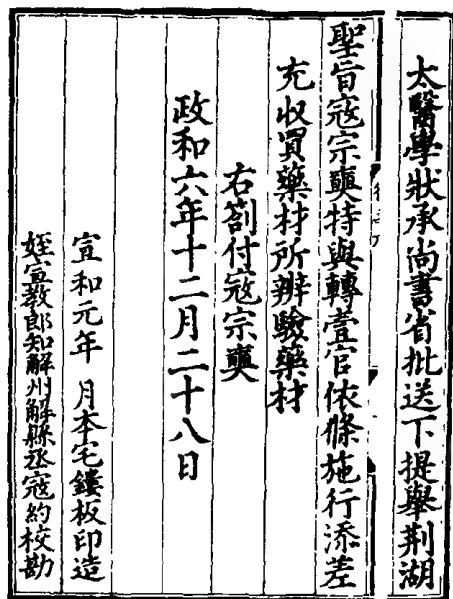 太醫學狀承尚書省批送下提舉荆湖
聖旨寇宗奭特與轉壹官依條施行添差
充收買藥材所辨驗藥材
右劄付寇宗奭
政和六年十二月二十八日
宣和元年 月本宅鏤板印造
姪宣教郎知解州解縣丞寇約校勘